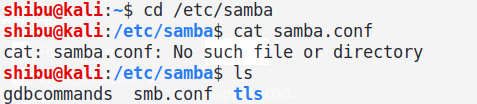 shibu@kali:~$ cd /etc/samba
shibu@kali:/etc/samba$ cat samba.conf
cat: samba.conf: No such file or directory
shibu@kali:/etc/samba$ ls
gdbcommands  smb.conf  tls